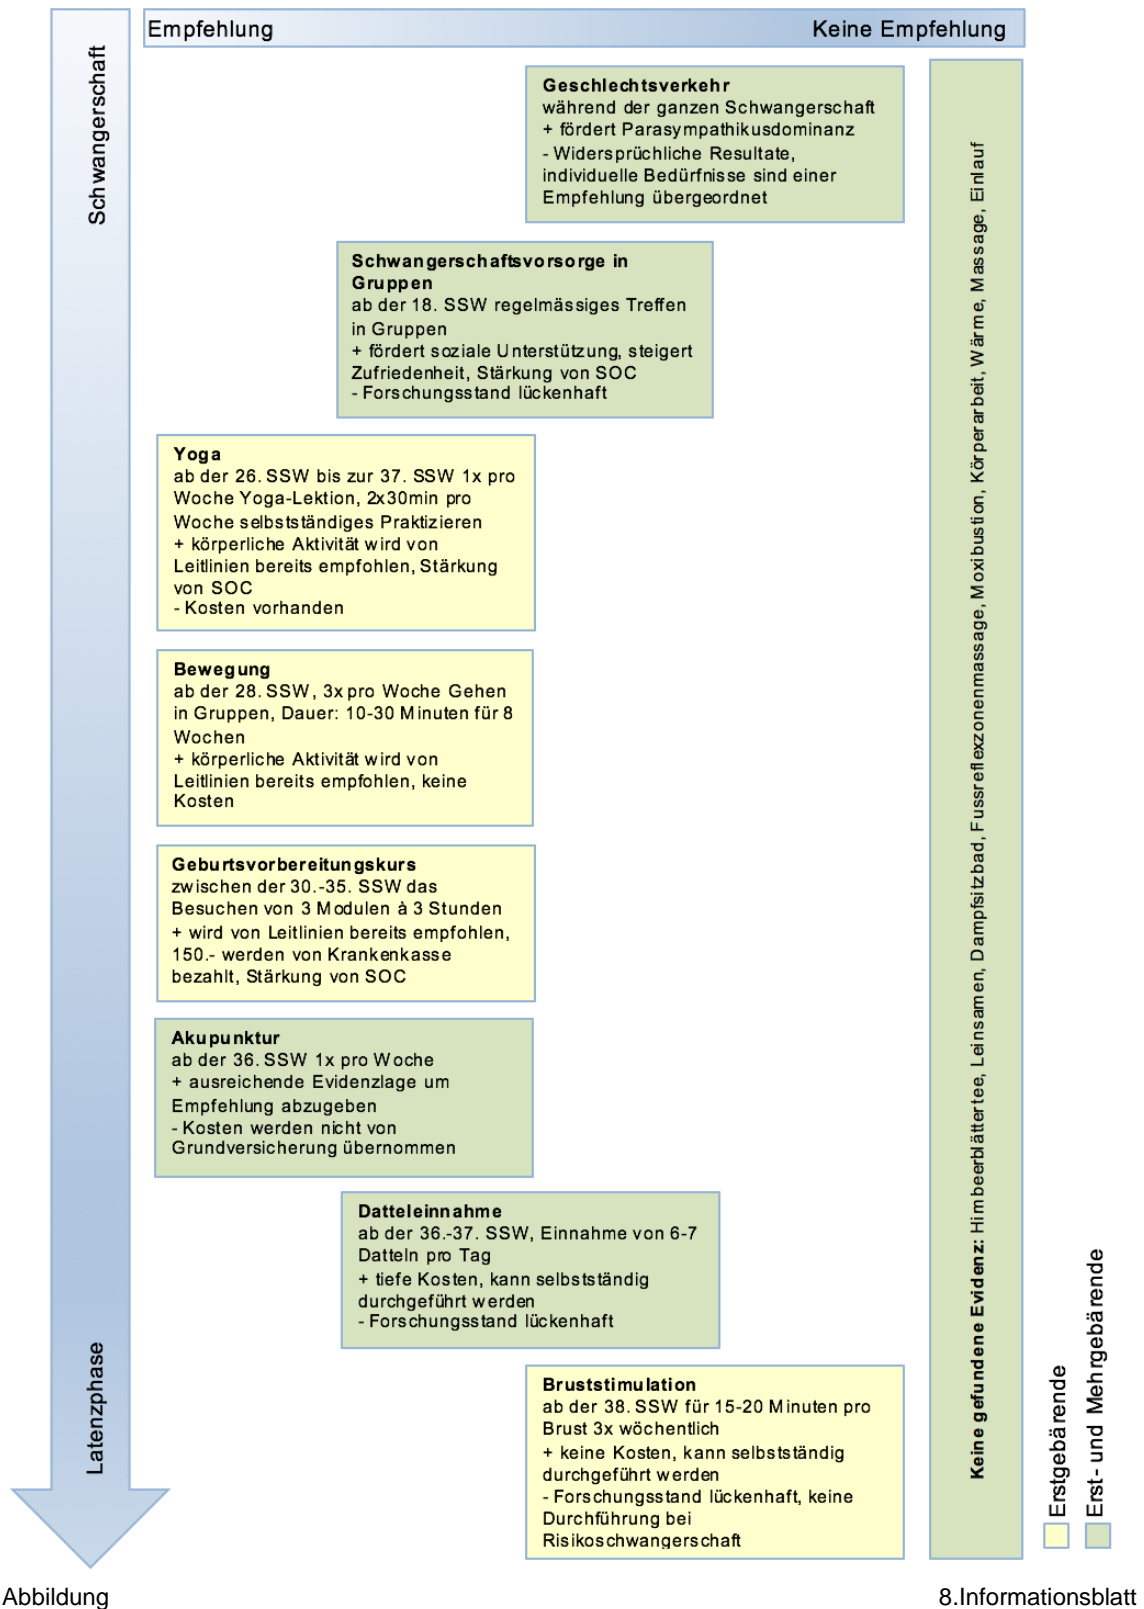 Empfehlung
Keine Empfehlung
Schwangerschaft
Geschlechtsverkehr
während der ganzen Schwangerschaft
+ fördert Parasympathikusdominanz
- Widersprüchliche Resultate,
individuelle Bedürfnisse sind einer
Empfehlung übergeordnet
Schwangerschaftsvorsorge in
Gruppen
ab der 18. SSW regelmässiges Treffen
in Gruppen
+ fördert soziale Unterstützung, steigert
Zufriedenheit, Stärkung von SOC
- Forschungsstand lückenhaft
Yoga
ab der 26. SSW bis zur 37. SSW 1x pro
Woche Yoga-Lektion, 2x30min pro
Woche selbstständiges Praktizieren
+ körperliche Aktivität wird von
Leitlinien bereits empfohlen, Stärkung
von SOC
- Kosten vorhanden
Bewegung
ab der 28. SSW, 3x pro Woche Gehen
in Gruppen, Dauer: 10-30 Minuten für 8
Wochen
+ körperliche Aktivität wird von
Leitlinien bereits empfohlen, keine
Kosten
Geburtsvorbereitungskurs
zwischen der 30.-35. SSW das
Besuchen von 3 Modulen à 3 Stunden
+ wird von Leitlinien bereits empfohlen,
150.- werden von Krankenkasse
bezahlt, Stärkung von SOC
Akupunktur
ab der 36. SSW 1x pro Woche
+ ausreichende Evidenzlage um
Empfehlung abzugeben
- Kosten werden nicht von
Grundversicherung übernommen
Datteleinnahme
ab der 36.-37. SSW, Einnahme von 6-7
Datteln pro Tag
+ tiefe Kosten, kann selbstständig
durchgeführt werden
- Forschungsstand lückenhaft
Bruststimulation
ab der 38. SSW für 15-20 Minuten pro
Brust 3x wöchentlich
+ keine Kosten, kann selbstständig
durchgeführt werden
- Forschungsstand lückenhaft, keine
Durchführung bei
Risikoschwangerschaft
Latenzphase
Keine gefundene Evidenz: Himbeerblättertee, Leinsamen, Dampfsitzbad, Fussreflexzonenmassage, Moxibustion, Körperarbeit, Wärme, Massage, Einlauf
Erstgebärende
Erst- und Mehrgebärende
Abbildung 8.Informationsblatt